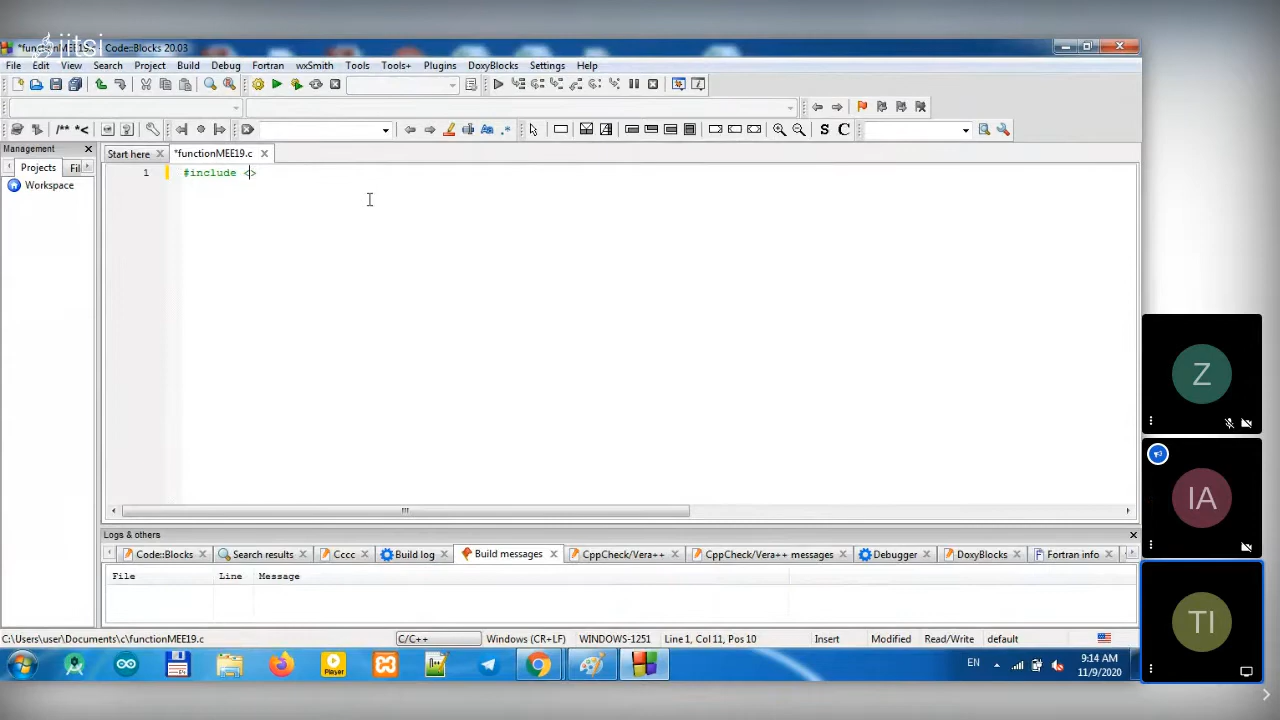 jitsi
*functionMEE19.c - Code::Blocks 20.03
File Edit View Search Project Build Debug Fortran wxSmith Tools Tools+ Plugins DoxyBlocks Settings Help
/** *<
S C
Management
Start here
*functionMEE19.c
Projects
Fil
Workspace
1
#include <>
Logs & others
Code::Blocks
Search results
Cccc
Build log
Build messages
CppCheck/Vera++
CppCheck/Vera++ messages
Debugger
DoxyBlocks
Fortran info
File Line Message
C:\Users\user\Documents\c\functionMEE19.c
C/C++
Windows (CR+LF)
WINDOWS-1251
Line 1, Col 11, Pos 10
Insert
Modified
Read/Write
default
Player
EN
9:14 AM
11/9/2020
Z
IA
TI